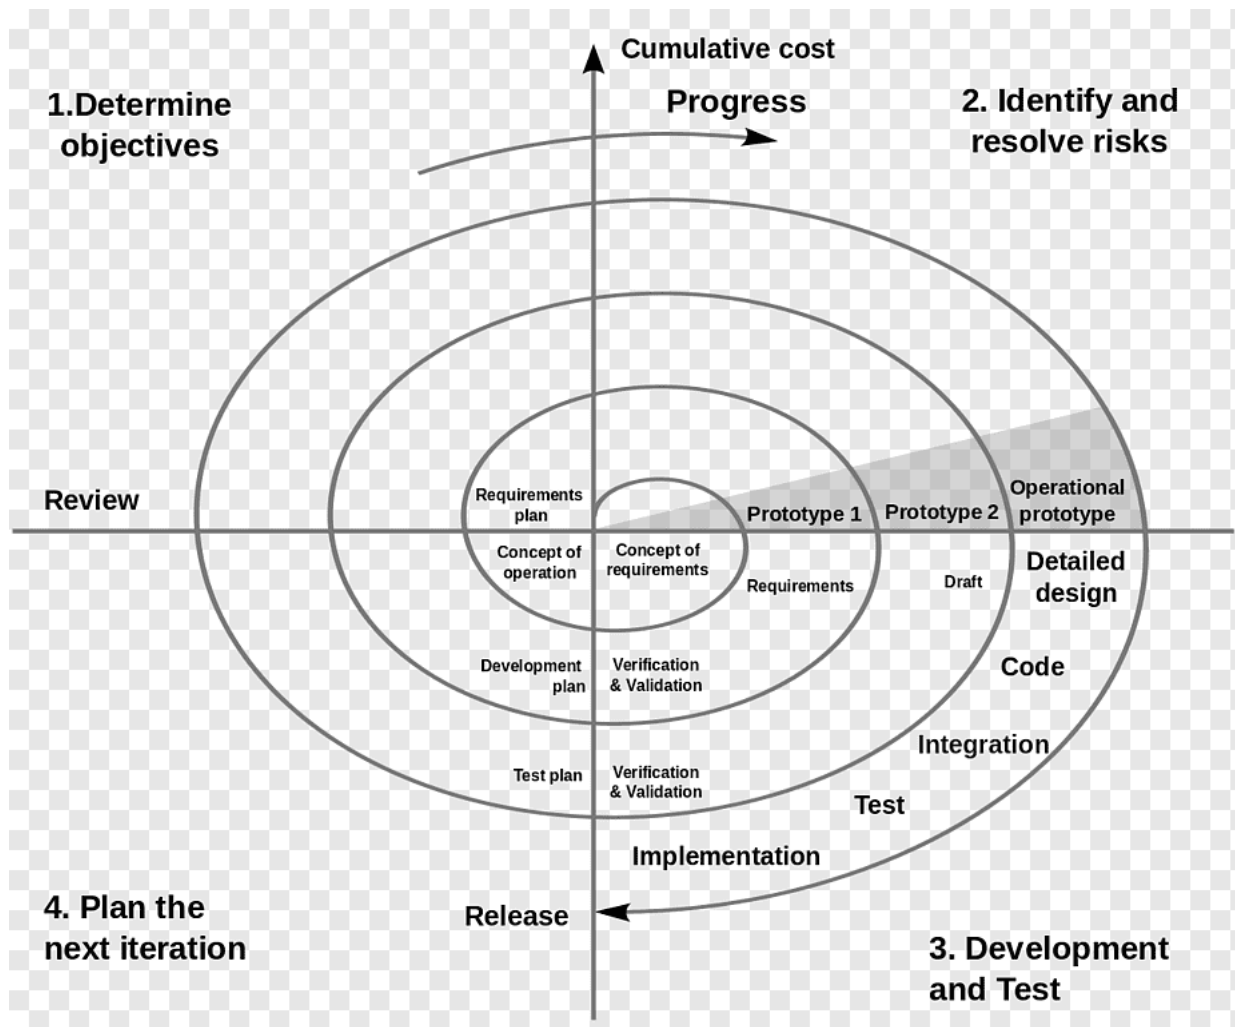 Cumulative cost
Progress
1.Determine
objectives
2. Identify and
resolve risks
Review
Requirements
plan
Prototype 1
Prototype 2
Operational
prototype
Concept of
operation
Concept of
requirements
Requirements
Draft
Detailed
design
Development
plan
Verification
& Validation
Code
Integration
Test plan
Verification
& Validation
Test
Implementation
Release
4. Plan the
next iteration
3. Development
and Test